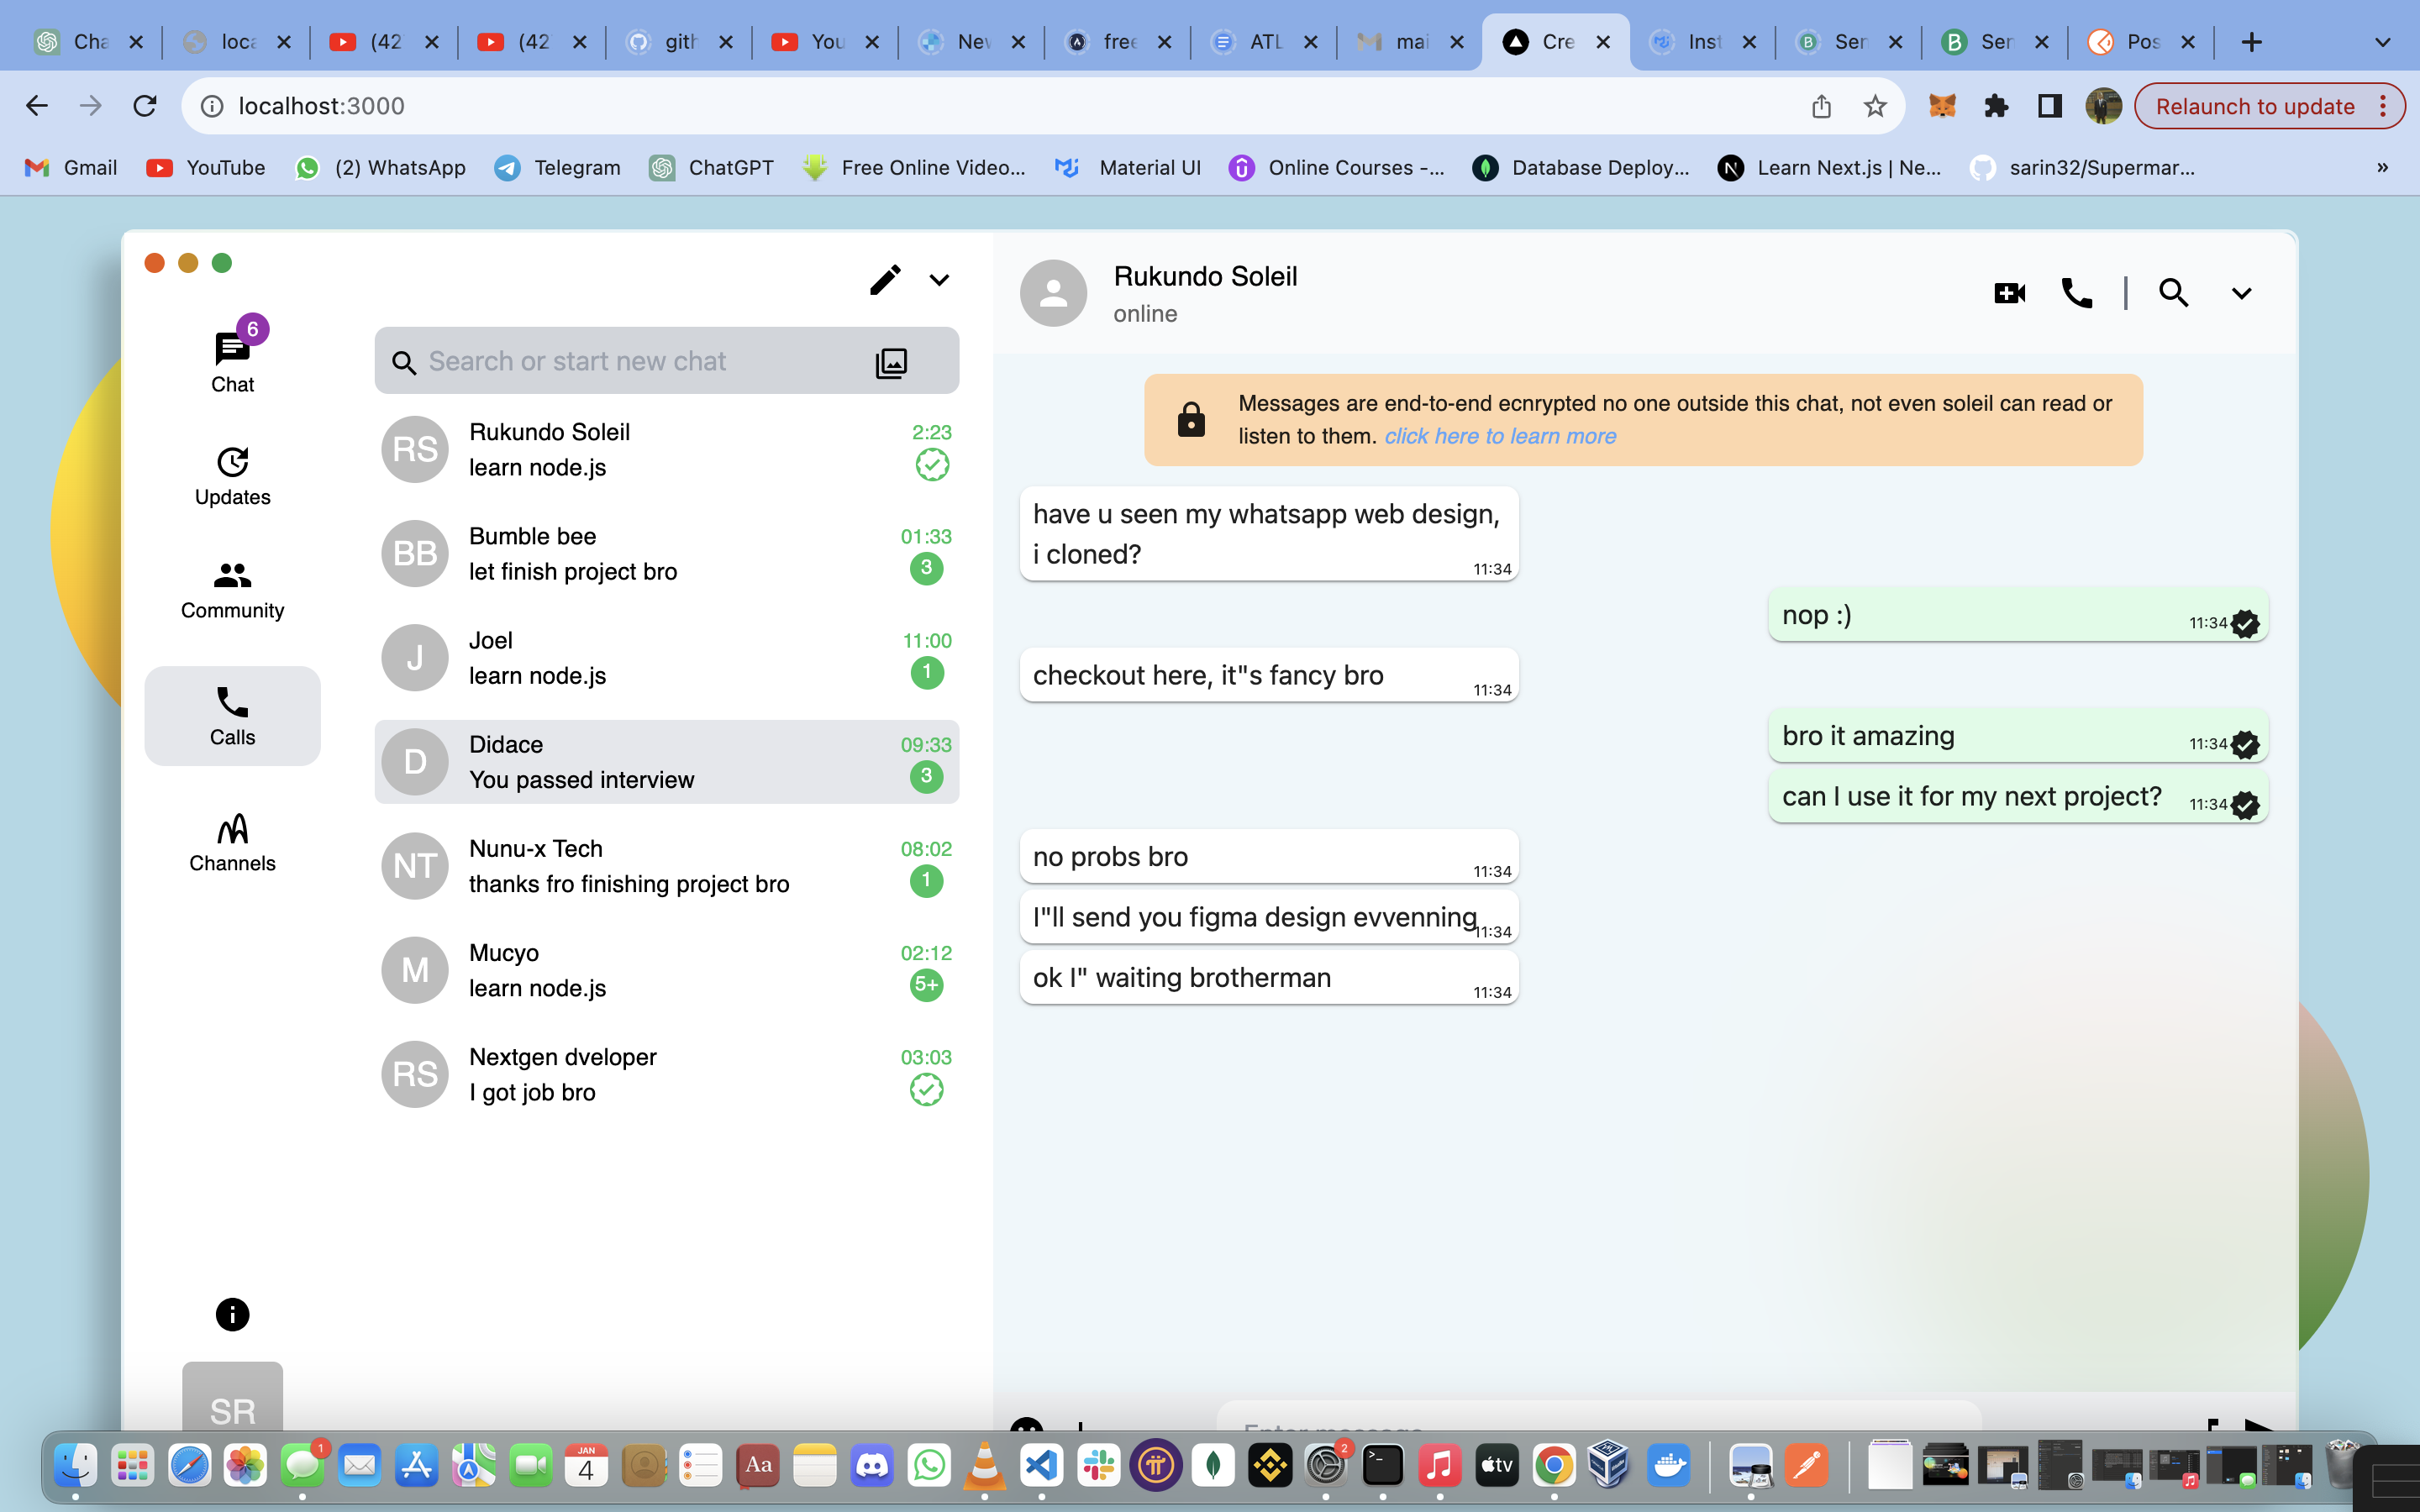 Cha
loca
(42
(42
gith
You
New
free
ATL
mai
Cre
Inst
Ser
Sen
Pos
localhost:3000
Relaunch to update
Gmail
YouTube
(2) WhatsApp
Telegram
ChatGPT
Free Online Video...
Material UI
Online Courses -...
Database Deploy...
Learn Next.js | Ne...
sarin32/Supermar...
»
6
Chat
Updates
Community
Calls
Channels
SR
Search or start new chat
RS
Rukundo Soleil
2:23
learn node.js
BB
Bumble bee
01:33
let finish project bro
3
J
Joel
11:00
learn node.js
1
D
Didace
09:33
You passed interview
3
NT
Nunu-x Tech
08:02
thanks fro finishing project bro
1
M
Mucyo
02:12
learn node.js
5+
RS
Nextgen dveloper
03:03
I got job bro
Rukundo Soleil
online
Messages are end-to-end ecnrypted no one outside this chat, not even soleil can read or
listen to them. click here to learn more
have u seen my whatsapp web design,
i cloned?
11:34
nop :)
11:34
checkout here, it"s fancy bro
11:34
bro it amazing
11:34
can I use it for my next project?
11:34
no probs bro
11:34
I"ll send you figma design evvenning
11:34
ok I" waiting brotherman
11:34
Enter message
1
JAN
4
Aa
2
tv